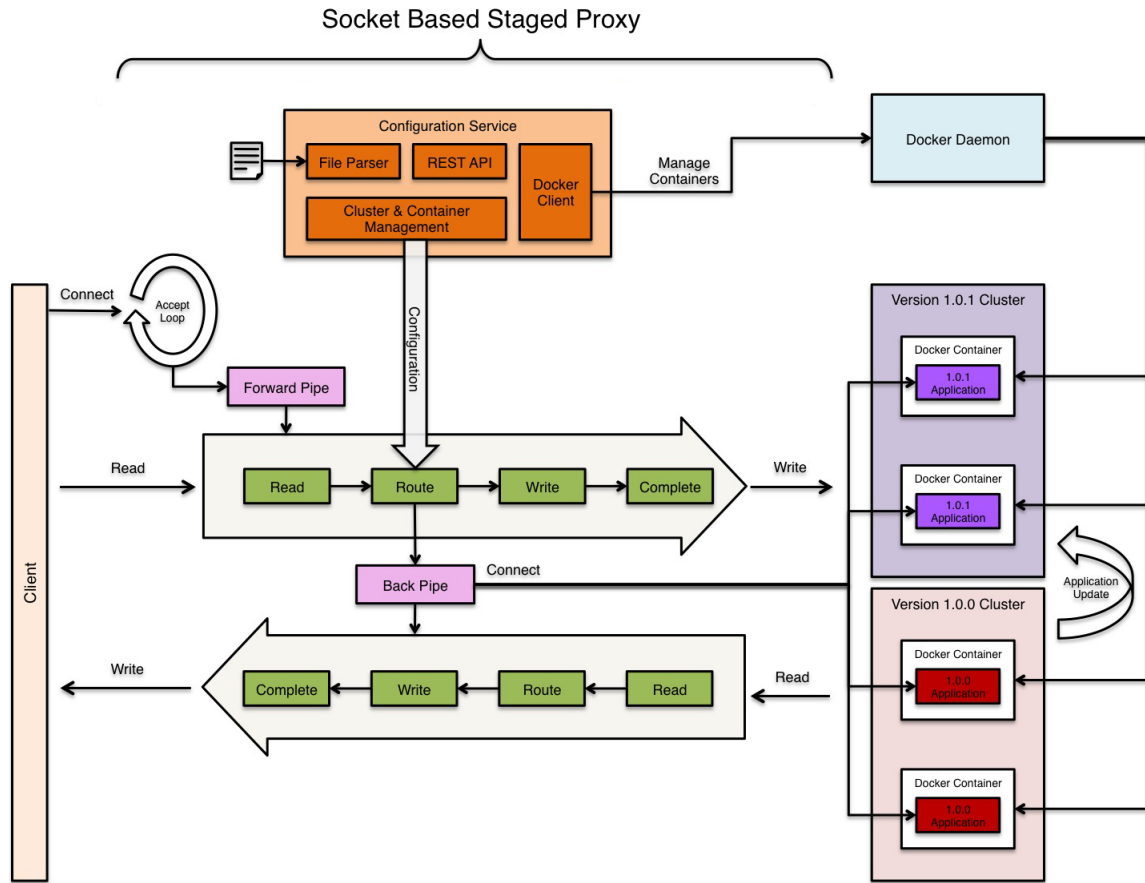 Socket Based Staged Proxy
Configuration Service
File Parser
REST API
Docker
Client
Cluster & Container
Management
Manage
Containers
Docker Daemon
Connect
Accept
Loop
Configuration
Forward Pipe
Client
Read
Read
Route
Write
Complete
Write
Back Pipe
Connect
Write
Complete
Write
Route
Read
Read
Version 1.0.1 Cluster
Docker Container
1.0.1
Application
Docker Container
1.0.1
Application
Application
Update
Version 1.0.0 Cluster
Docker Container
1.0.0
Application
Docker Container
1.0.0
Application